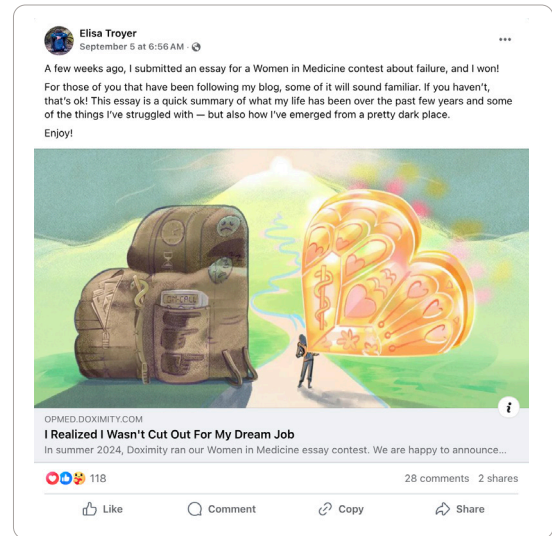 Elisa Troyer
September 5 at 6:56 AM ·
A few weeks ago, I submitted an essay for a Women in Medicine contest about failure, and I won!
For those of you that have been following my blog, some of it will sound familiar. If you haven't,
that's ok! This essay is a quick summary of what my life has been over the past few years and some
of the things I've struggled with — but also how I've emerged from a pretty dark place.
Enjoy!
ON-CALL
i
OPMED.DOXIMITY.COM
I Realized I Wasn't Cut Out For My Dream Job
In summer 2024, Doximity ran our Women in Medicine essay contest. We are happy to announce...
118
28 comments 2 shares
Like Comment Copy Share